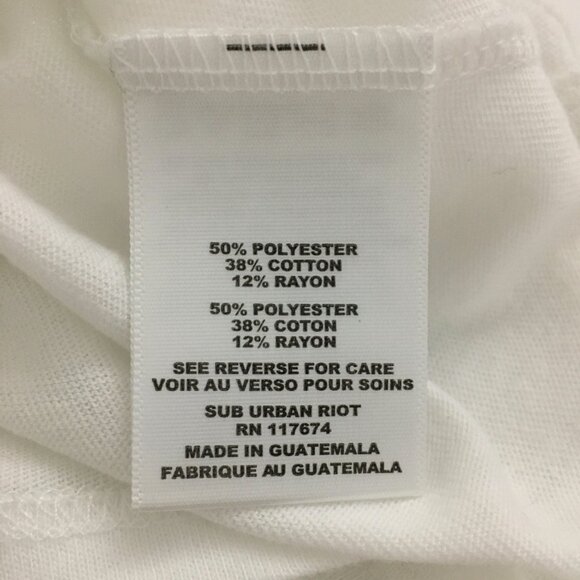 50% POLYESTER
38% COTTON
12% RAYON
50% POLYESTER
38% COTON
12% RAYON
SEE REVERSE FOR CARE
VOIR AU VERSO POUR SOINS
SUB URBAN RIOT
RN 117674
MADE IN GUATEMALA
FABRIQUE AU GUATEMALA